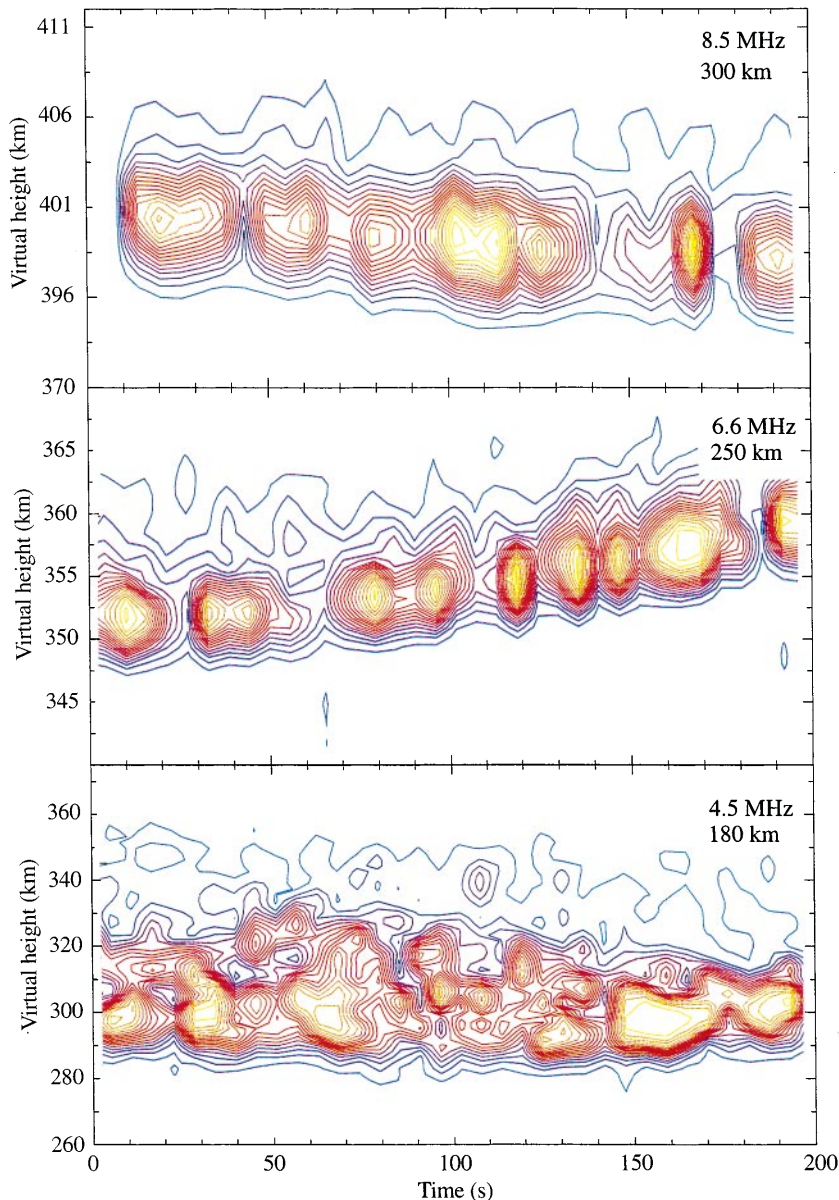 411
406
401
396
370
Virtual height (km)
8.5 MHz
300 km
365
360
355
350
345
Virtual height (km)
6.6 MHz
250 km
360
340
320
300
280
260
Virtual height (km)
4.5 MHz
180 km
0 50 100 150 200
Time (s)